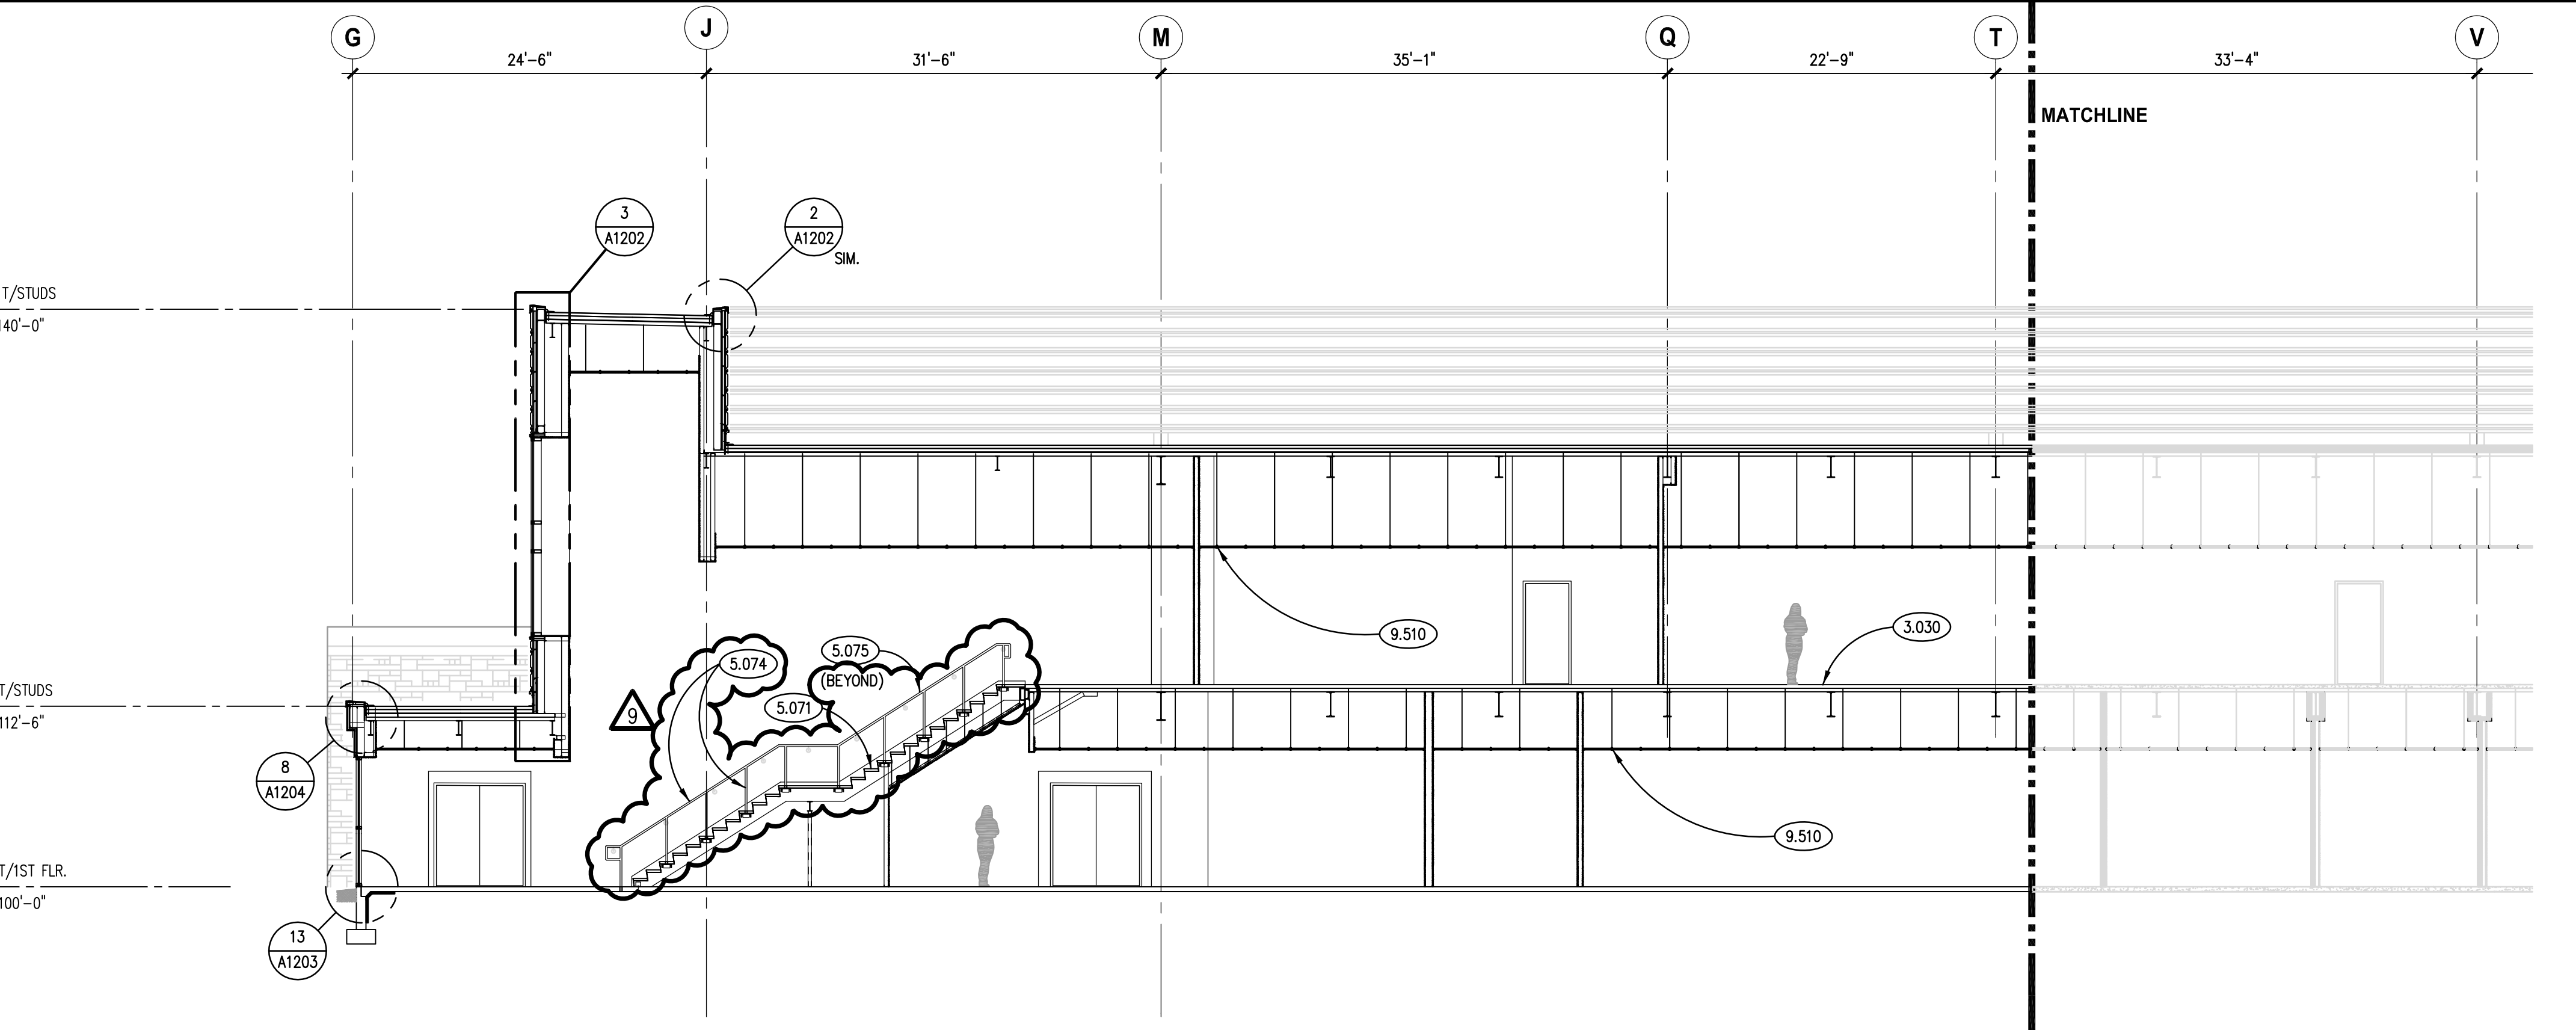 G
J
M
Q
T
V
24'-6"
31'-6"
35'-1"
22'-9"
33'-4"
MATCHLINE
3
A1202
2
A1202
SIM.
T/STUDS
140'-0"
9.510
3.030
5.074
5.075
(BEYOND)
5.071
9
T/STUDS
112'-6"
8
A1204
9.510
T/1ST FLR.
100'-0"
13
A1203